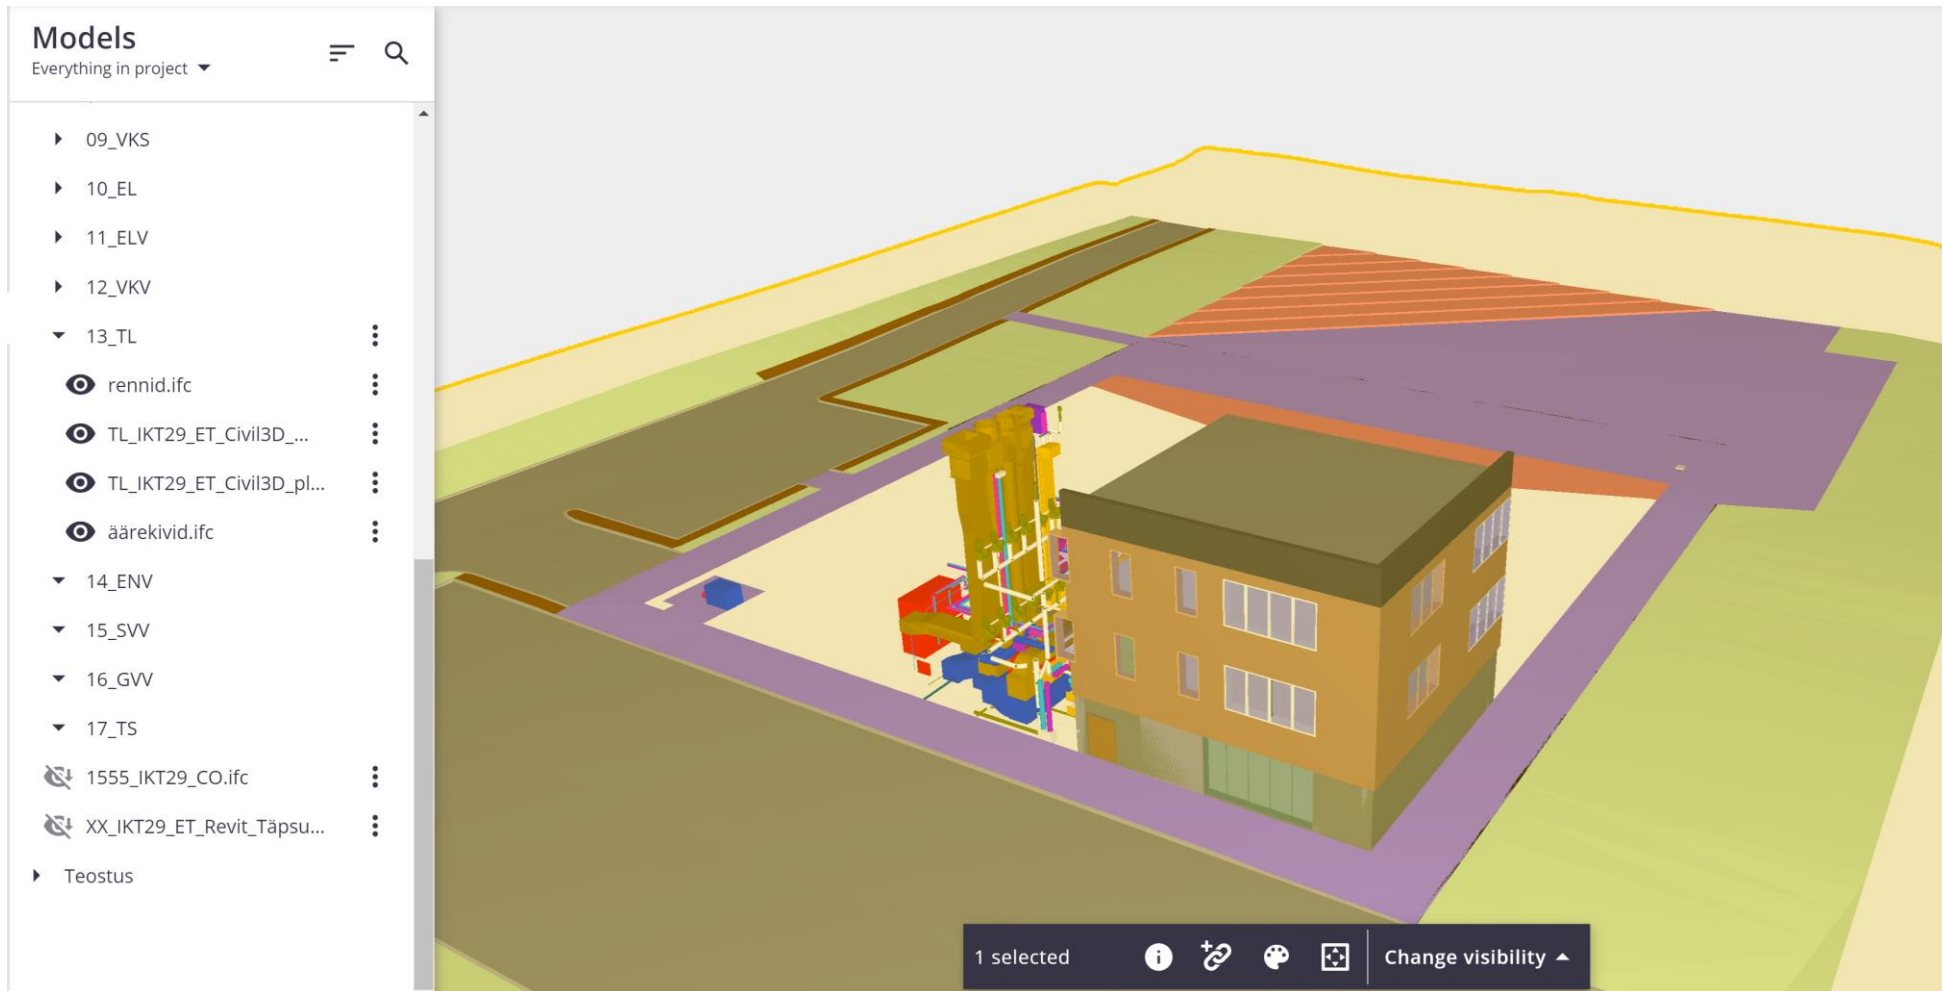 Models
Everything in project
09_VKS
10_EL
11_ELV
12_VKV
13_TL
rennid.ifc
TL_IKT29_ET_Civil3D_...
TL_IKT29_ET_Civil3D_pl...
äärekivid.ifc
14_ENV
15_SVV
16_GVV
17_TS
1555_IKT29_CO.ifc
XX_IKT29_ET_Revit_Täpsu...
Teostus
1 selected
Change visibility